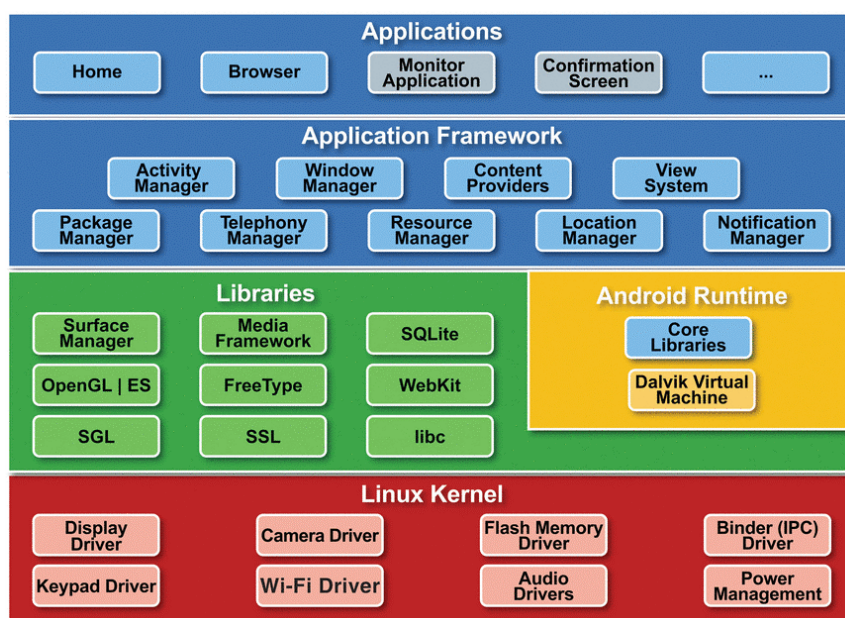 Applications
Home
Browser
Monitor
Application
Confirmation
Screen
...
Application Framework
Activity
Manager
Window
Manager
Content
Providers
View
System
Package
Manager
Telephony
Manager
Resource
Manager
Location
Manager
Notification
Manager
Libraries
Surface
Manager
Media
Framework
SQLite
OpenGL | ES
FreeType
WebKit
SGL
SSL
libc
Android Runtime
Core
Libraries
Dalvik Virtual
Machine
Linux Kernel
Display
Driver
Camera Driver
Flash Memory
Driver
Binder (IPC)
Driver
Keypad Driver
Wi-Fi Driver
Audio
Drivers
Power
Management